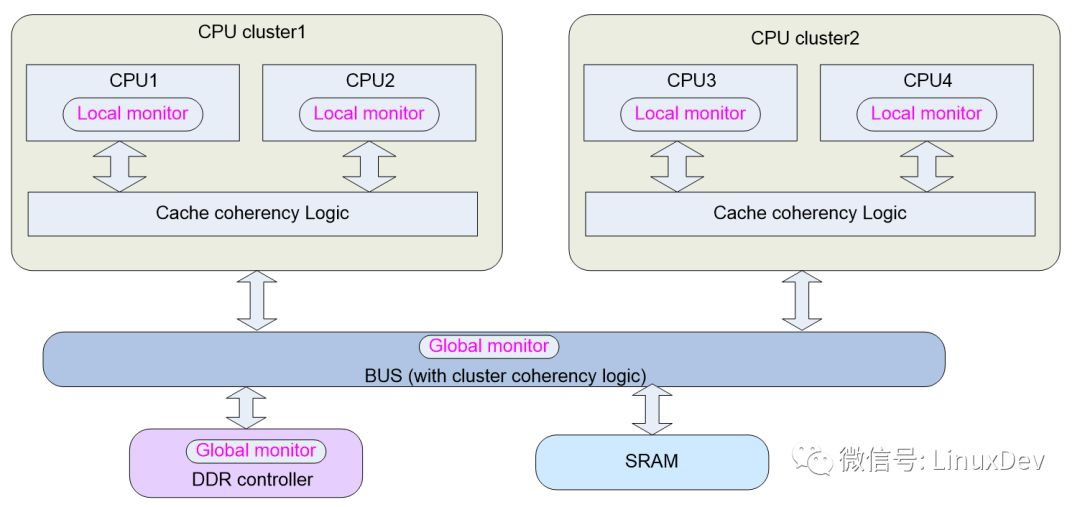 CPU cluster1
CPU cluster2
CPU1
CPU2
CPU3
CPU4
Local monitor
Local monitor
Local monitor
Local monitor
Cache coherency Logic
Cache coherency Logic
Global monitor
BUS (with cluster coherency logic)
Global monitor
DDR controller
SRAM
微信号: LinuxDev